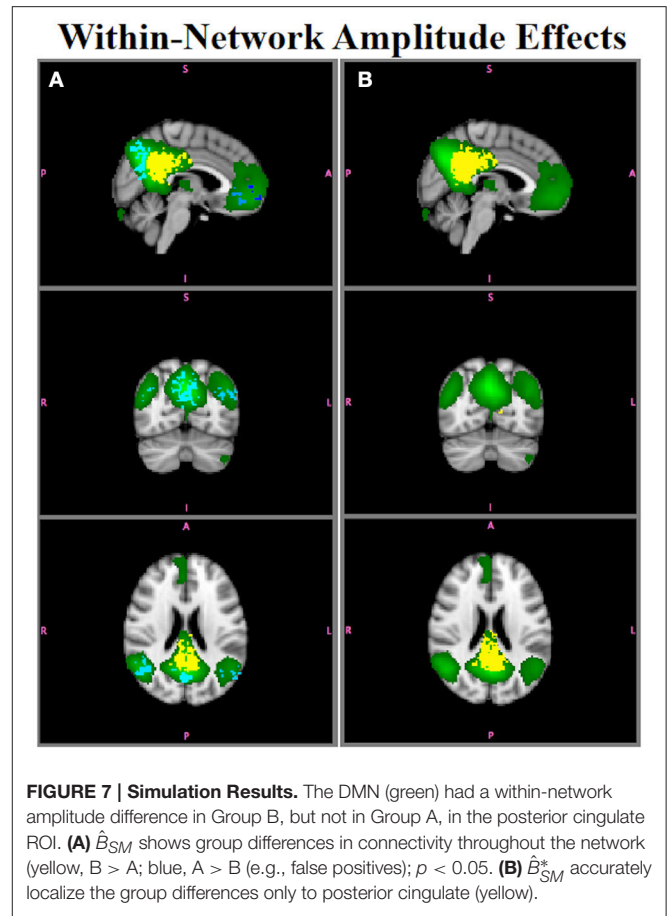 Within-Network Amplitude Effects
A
B
S
S
P
A
P
A
I
I
S
S
R
L
R
L
I
I
A
A
R
L
R
L
P
P
FIGURE 7 | Simulation Results. The DMN (green) had a within-network
amplitude difference in Group B, but not in Group A, in the posterior cingulate
ROI. (A) B̂SM shows group differences in connectivity throughout the network
(yellow, B > A; blue, A > B (e.g., false positives); p < 0.05. (B) B̂*SM accurately
localize the group differences only to posterior cingulate (yellow).